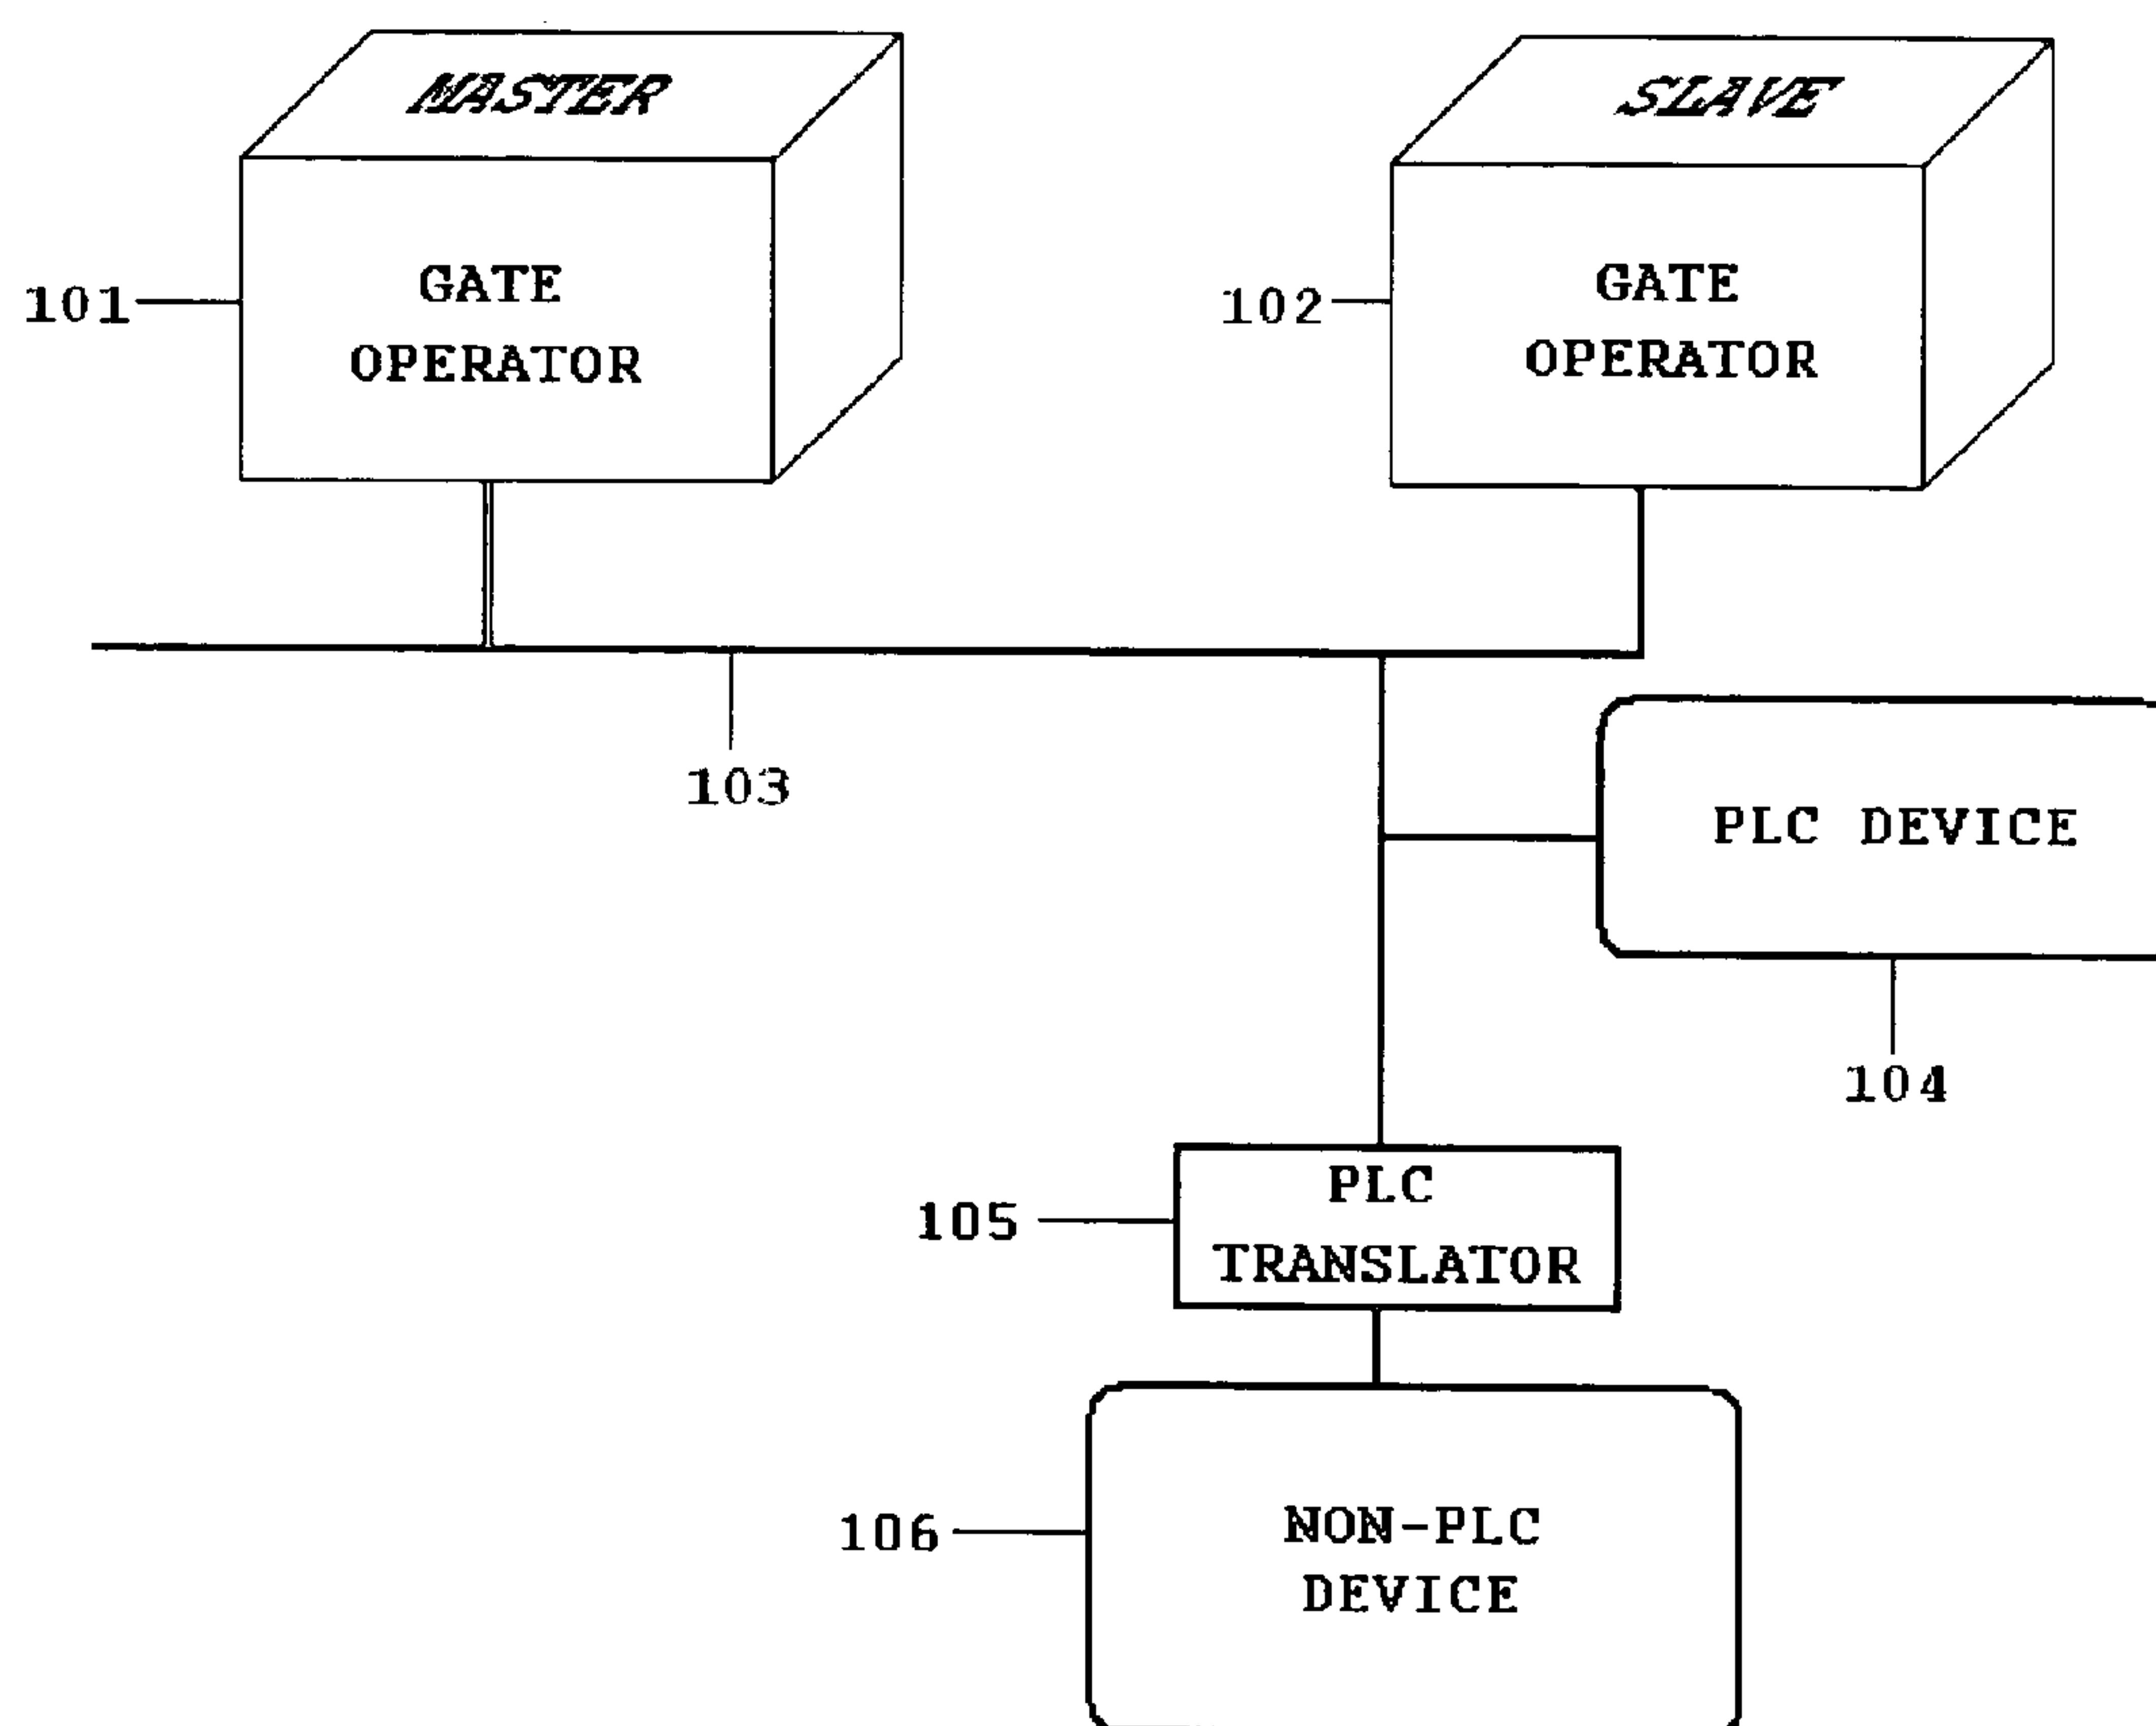 MASTER
SLAVE
GATE
OPERATOR
101
GATE
OPERATOR
102
103
PLC DEVICE
104
PLC
TRANSLATOR
105
NON-PLC
DEVICE
106